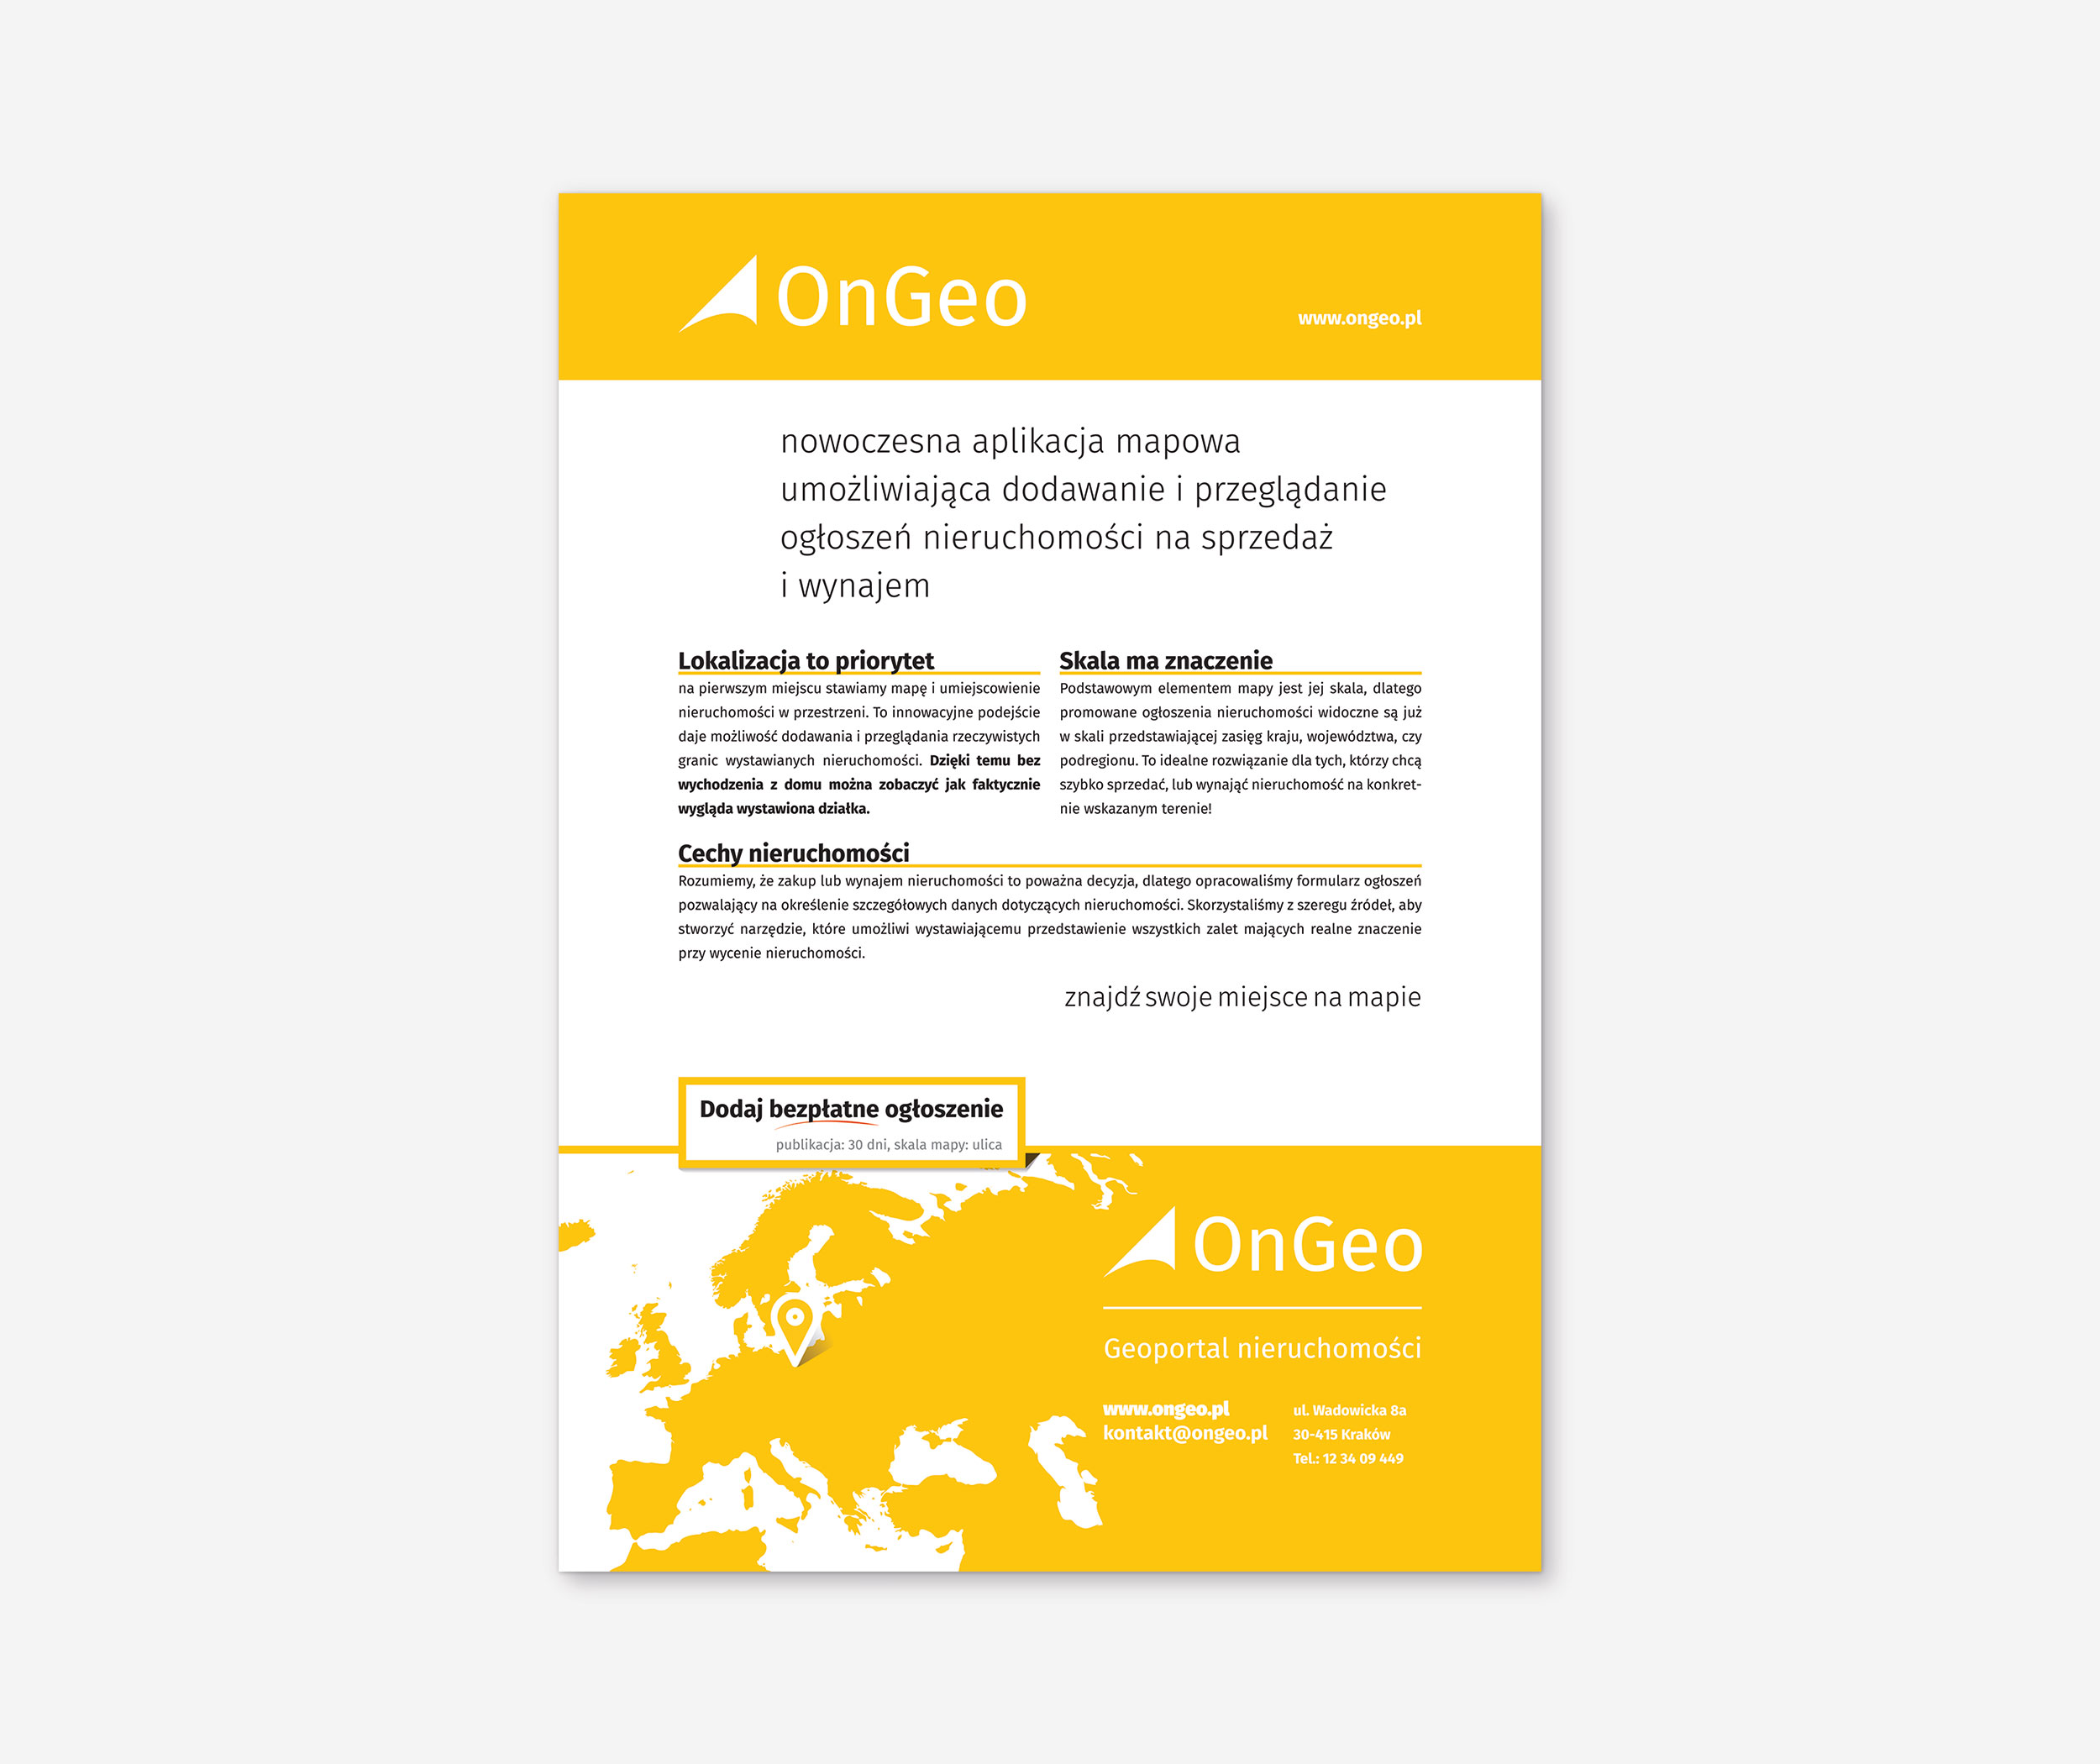 OnGeo
www.ongeo.pl
nowoczesna aplikacja mapowa
umożliwiająca dodawanie i przeglądanie
ogłoszeń nieruchomości na sprzedaż
i wynajem
Lokalizacja to priorytet
na pierwszym miejscu stawiamy mapę i umiejscowienie
nieruchomości w przestrzeni. To innowacyjne podejście
daje możliwość dodawania i przeglądania rzeczywistych
granic wystawianych nieruchomości. Dzięki temu bez
wychodzenia z domu można zobaczyć jak faktycznie
wygląda wystawiona działka.
Skala ma znaczenie
Podstawowym elementem mapy jest jej skala, dlatego
promowane ogłoszenia nieruchomości widoczne są już
w skali przedstawiającej zasięg kraju, województwa, czy
podregionu. To idealne rozwiązanie dla tych, którzy chcą
szybko sprzedać, lub wynająć nieruchomość na konkret-
nie wskazanym terenie!
Cechy nieruchomości
Rozumiemy, że zakup lub wynajem nieruchomości to poważna decyzja, dlatego opracowaliśmy formularz ogłoszeń
pozwalający na określenie szczegółowych danych dotyczących nieruchomości. Skorzystaliśmy z szeregu źródeł, aby
stworzyć narzędzie, które umożliwi wystawiającemu przedstawienie wszystkich zalet mających realne znaczenie
przy wycenie nieruchomości.
znajdź swoje miejsce na mapie
Dodaj bezpłatne ogłoszenie
publikacja: 30 dni, skala mapy: ulica
OnGeo
Geoportal nieruchomości
www.ongeo.pl
kontakt@ongeo.pl
ul. Wadowicka 8a
30-415 Kraków
Tel.: 12 34 09 449